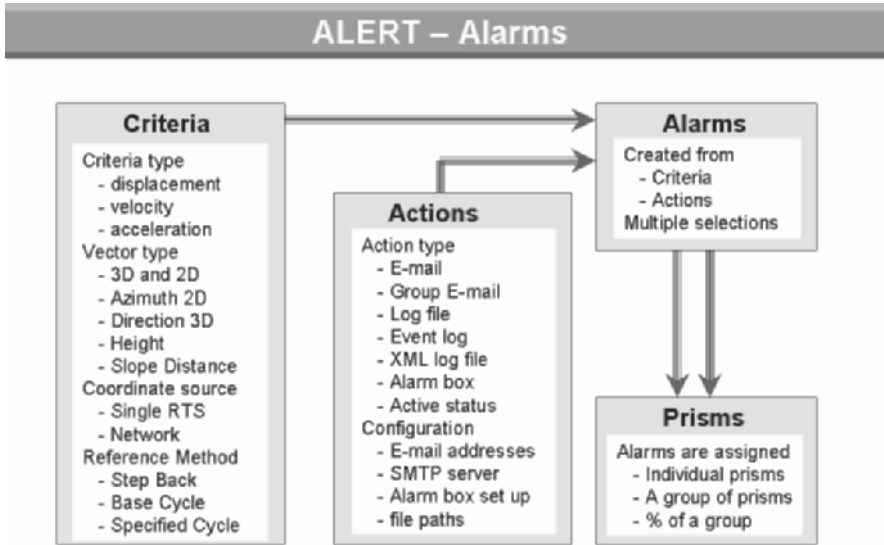 ALERT – Alarms
Criteria
Criteria type
- displacement
- velocity
- acceleration
Vector type
- 3D and 2D
- Azimuth 2D
- Direction 3D
- Height
- Slope Distance
Coordinate source
- Single RTS
- Network
Reference Method
- Step Back
- Base Cycle
- Specified Cycle
Actions
Action type
- E-mail
- Group E-mail
- Log file
- Event log
- XML log file
- Alarm box
- Active status
Configuration
- E-mail addresses
- SMTP server
- Alarm box set up
- file paths
Alarms
Created from
- Criteria
- Actions
Multiple selections
Prisms
Alarms are assigned
- Individual prisms
- A group of prisms
- % of a group